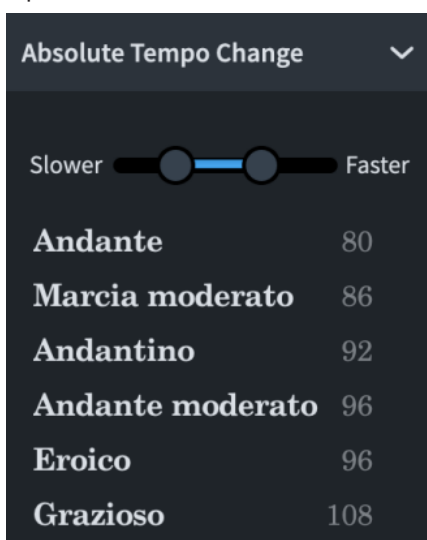 Absolute Tempo Change
Slower Faster
Andante 80
Marcia moderato 86
Andantino 92
Andante moderato 96
Eroico 96
Grazioso 108